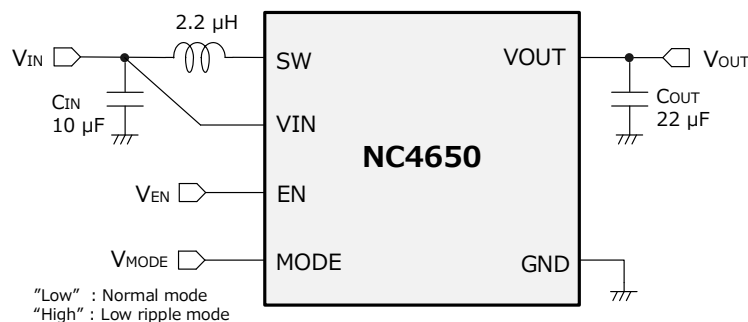 2.2 µH
VIN
SW
VOUT
VOUT
CIN
10 µF
COUT
22 µF
VIN
NC4650
VEN
EN
VMODE
MODE
GND
"Low" : Normal mode
"High" : Low ripple mode